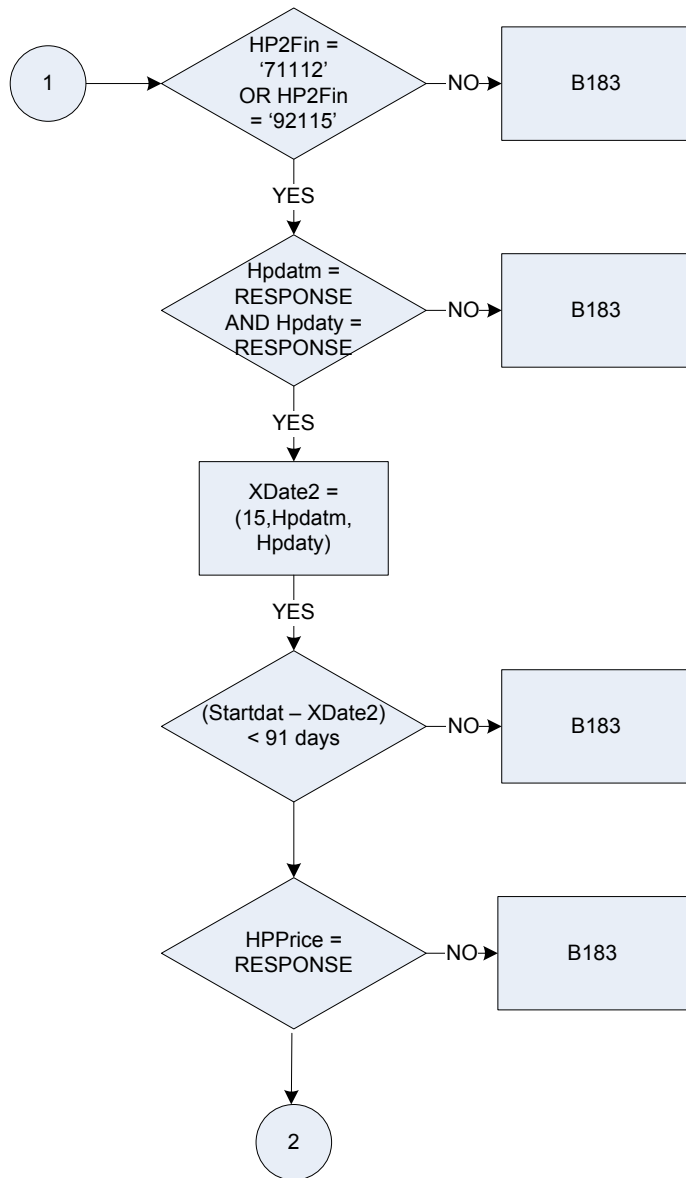 1
HP2Fin =
‘71112’
OR HP2Fin
= ‘92115’
NO
B183
YES
Hpdatm =
RESPONSE
AND Hpdaty =
RESPONSE
NO
B183
YES
XDate2 =
(15,Hpdatm,
Hpdaty)
YES
(Startdat – XDate2)
< 91 days
NO
B183
HPPrice =
RESPONSE
NO
B183
2